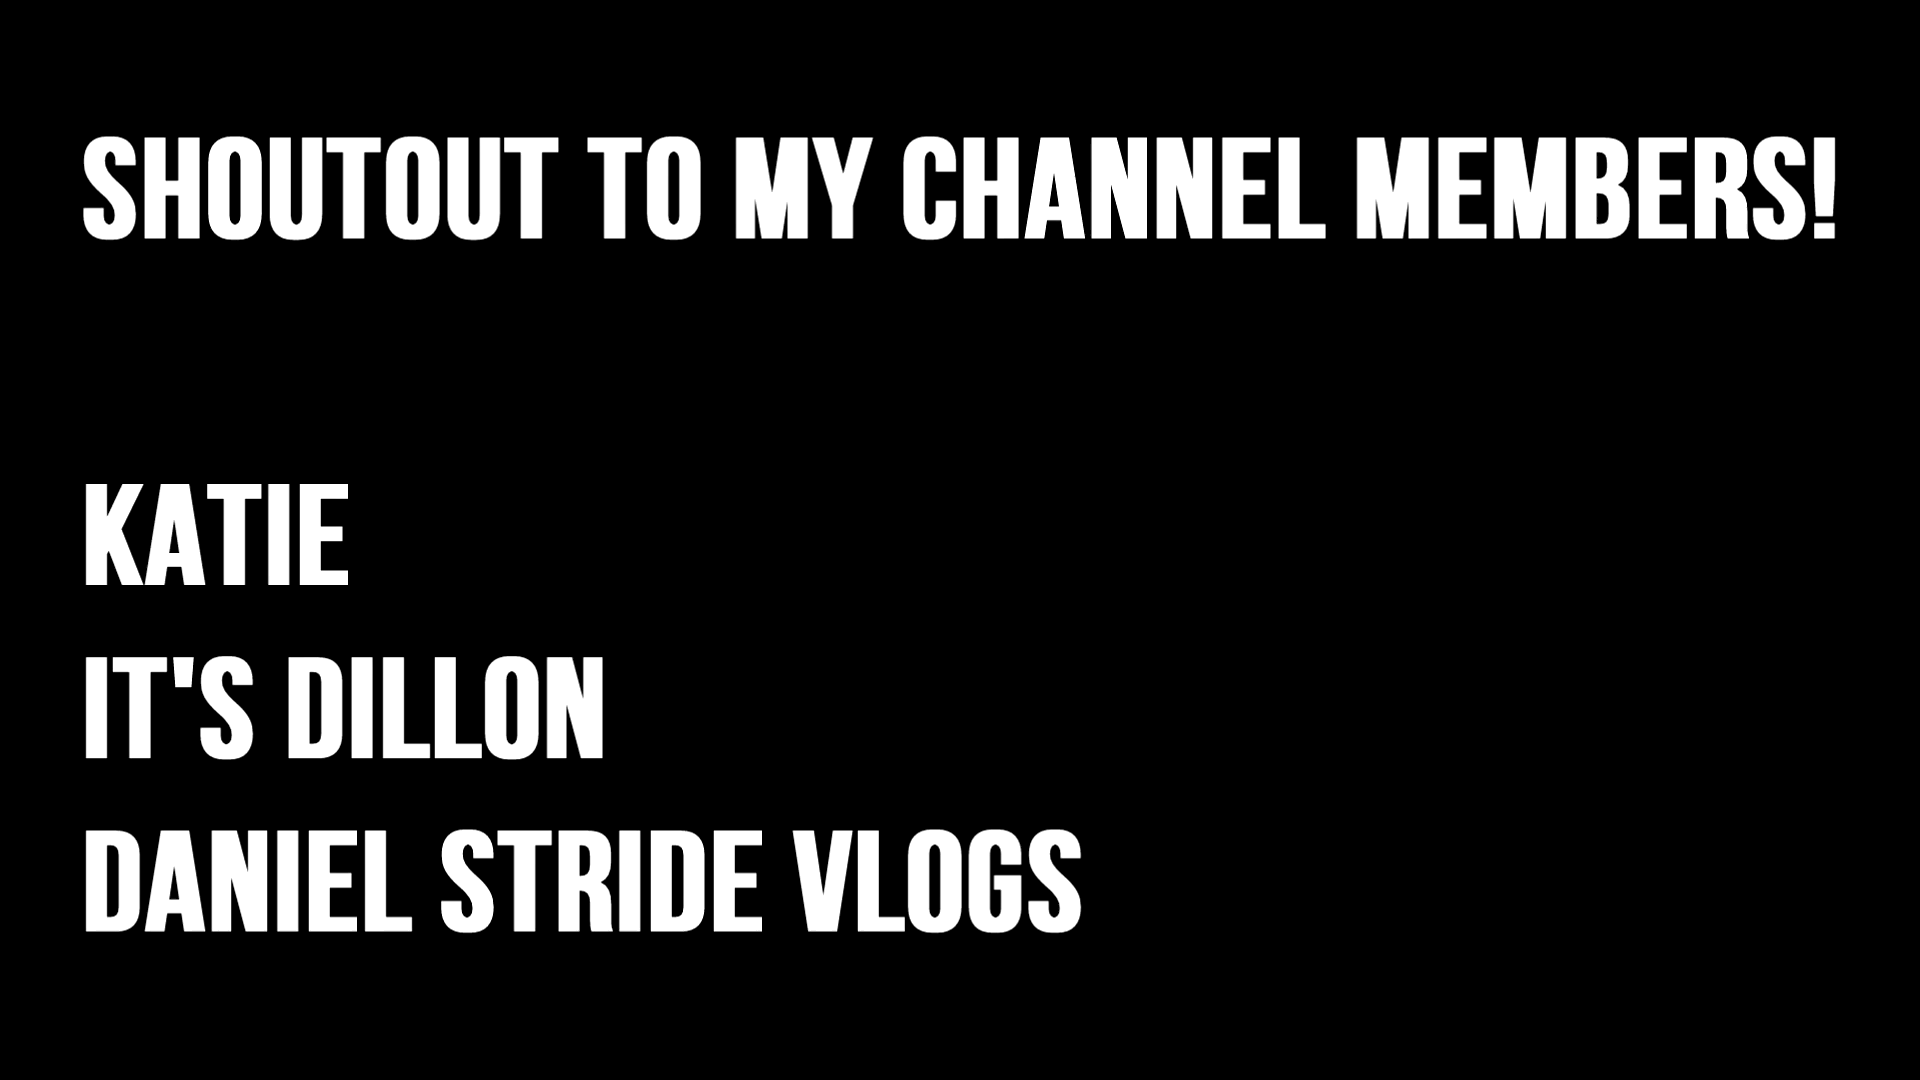 SHOUTOUT TO MY CHANNEL MEMBERS!
KATIE
IT'S DILLON
DANIEL STRIDE VLOGS